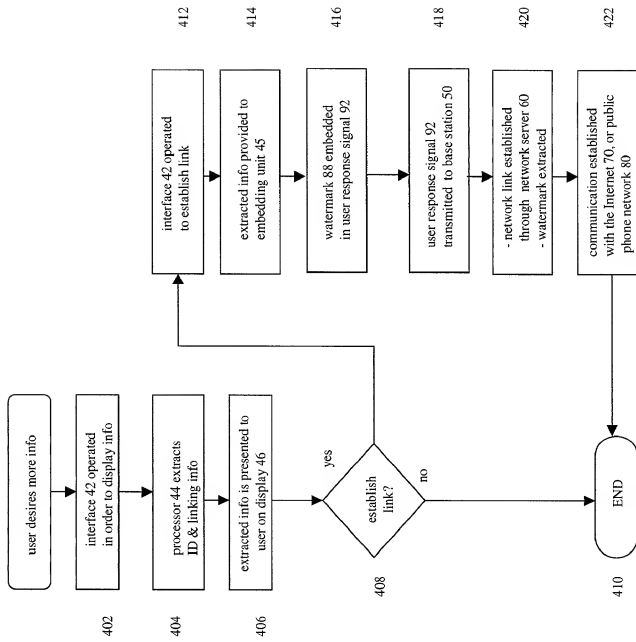 user desires more info
interface 42 operated
in order to display info
402
processor 44 extracts
ID & linking info
404
extracted info is presented to
user on display 46
406
establish
link?
408
yes
no
END
410
interface 42 operated
to establish link
412
extracted info provided to
embedding unit 45
414
watermark 88 embedded
in user response signal 92
416
user response signal 92
transmitted to base station 50
418
- network link established
through network server 60
- watermark extracted
420
communication established
with the Internet 70, or public
phone network 80
422